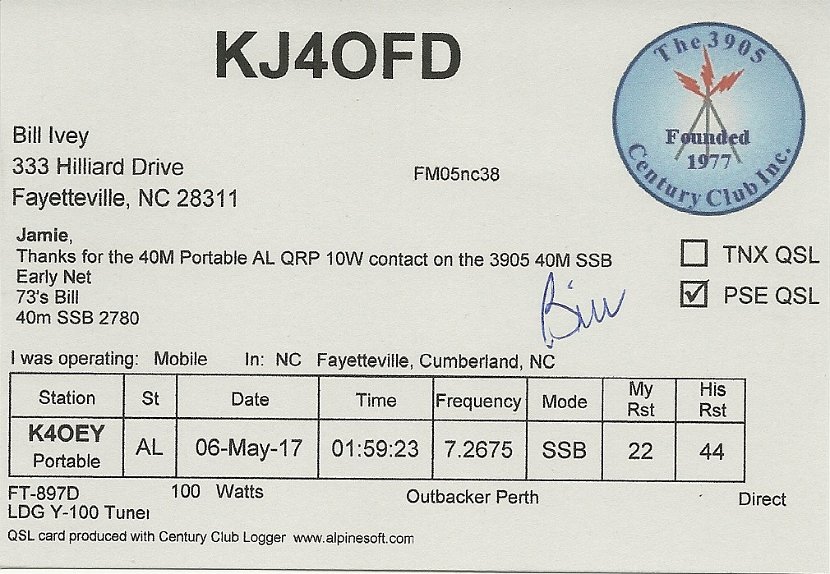 KJ4OFD
The 3905
Founded
1977
Century Club Inc.
Bill Ivey
333 Hilliard Drive
Fayetteville, NC 28311
FM05nc38
Jamie,
Thanks for the 40M Portable AL QRP 10W contact on the 3905 40M SSB
Early Net
73's Bill
40m SSB 2780
Bill
TNX QSL
PSE QSL
I was operating: Mobile In: NC Fayetteville, Cumberland, NC
Station St Date Time Frequency Mode My Rst His Rst
K4OEY Portable AL 06-May-17 01:59:23 7.2675 SSB 22 44
FT-897D 100 Watts Outbacker Perth Direct
LDG Y-100 Tuner
QSL card produced with Century Club Logger www.alpinesoft.com